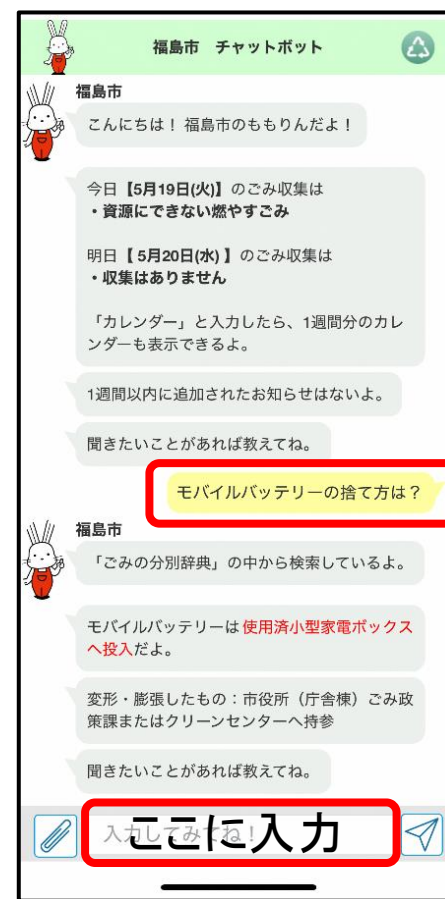 福島市 チャットボット
福島市
こんにちは！福島市のももりんだよ！
今日【5月19日(火)】のごみ収集は
・資源にできない燃やすごみ
明日【 5月20日(水) 】のごみ収集は
・収集はありません
「カレンダー」と入力したら、1週間分のカレ
ンダーも表示できるよ。
1週間以内に追加されたお知らせはないよ。
聞きたいことがあれば教えてね。
モバイルバッテリーの捨て方は？
福島市
「ごみの分別辞典」の中から検索しているよ。
モバイルバッテリーは使用済小型家電ボックス
へ投入だよ。
変形・膨張したもの：市役所（庁舎棟）ごみ政
策課またはクリーンセンターへ持参
聞きたいことがあれば教えてね。
入力してみてね！
ここに入力